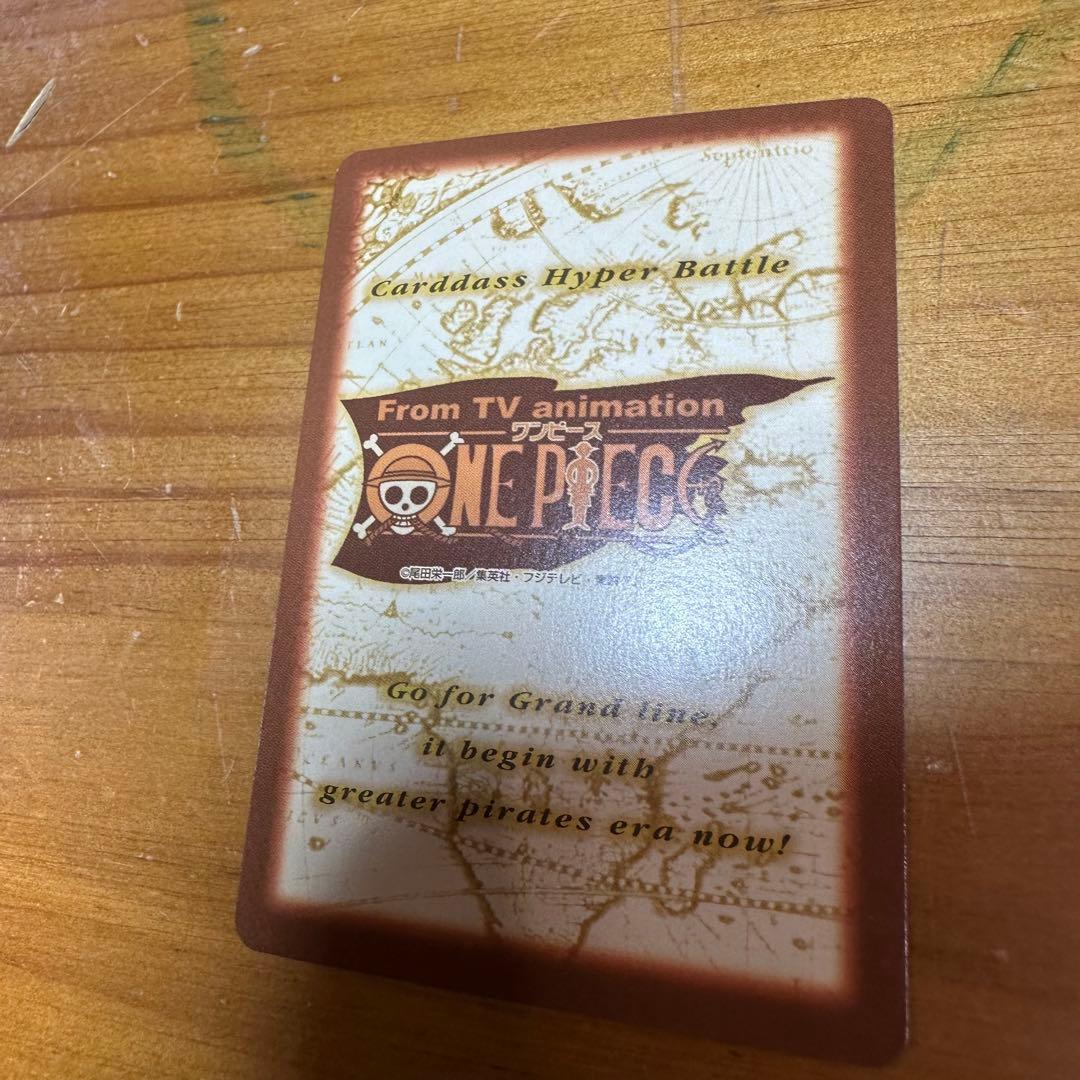 Septentrio
Carddass Hyper Battle
From TV animation
ワンピース
ONE PIECE
©尾田栄一郎／集英社・フジテレビ・東映
Go for Grand line,
it begin with
greater pirates era now!